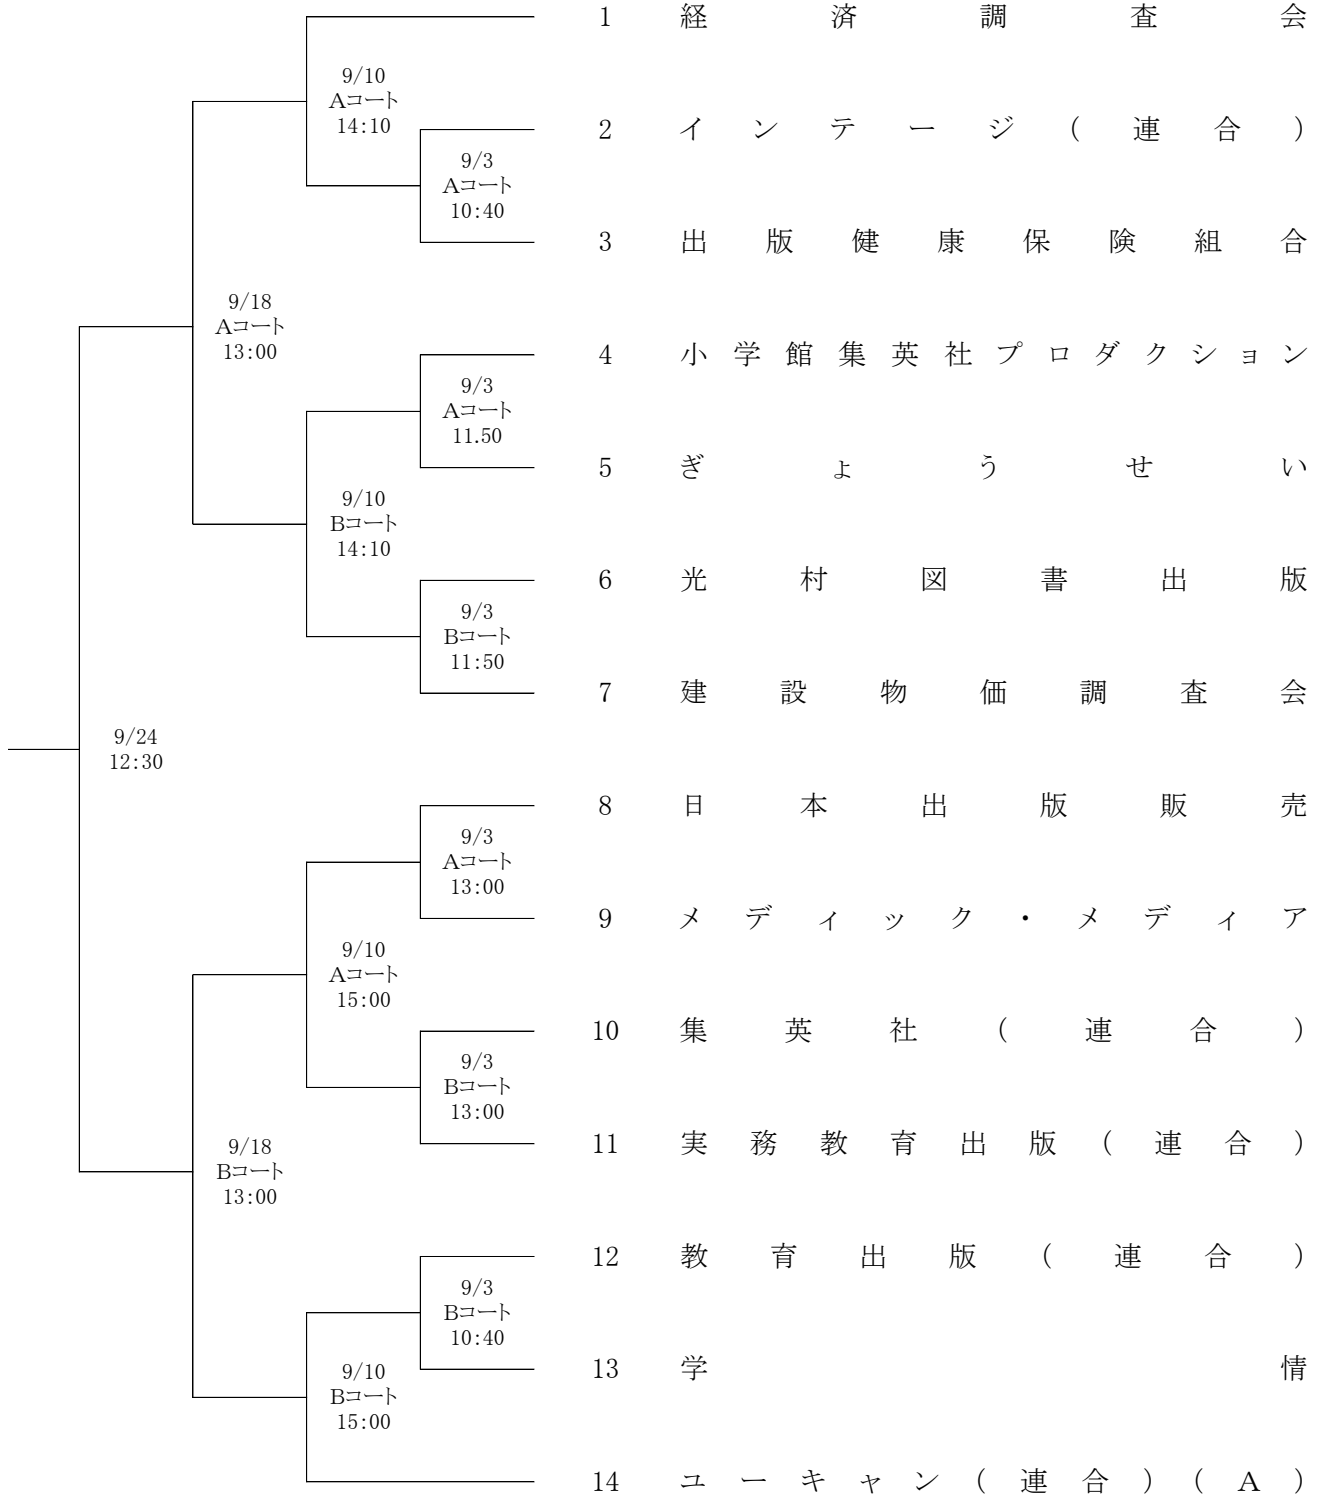 1 経済調査会
9/10
Aコート
14:10
2 インテージ(連合)
9/3
Aコート
10:40
3 出版健康保険組合
9/18
Aコート
13:00
4 小学館集英社プロダクション
9/3
Aコート
11.50
5 ぎょうせい
9/10
Bコート
14:10
6 光村図書出版
9/3
Bコート
11:50
7 建設物価調査会
9/24
12:30
8 日本出版販売
9/3
Aコート
13:00
9 メディック・メディア
9/10
Aコート
15:00
10 集英社(連合)
9/3
Bコート
13:00
11 実務教育出版(連合)
9/18
Bコート
13:00
12 教育出版(連合)
9/3
Bコート
10:40
13 学情
9/10
Bコート
15:00
14 ユーキャン(連合)(A)